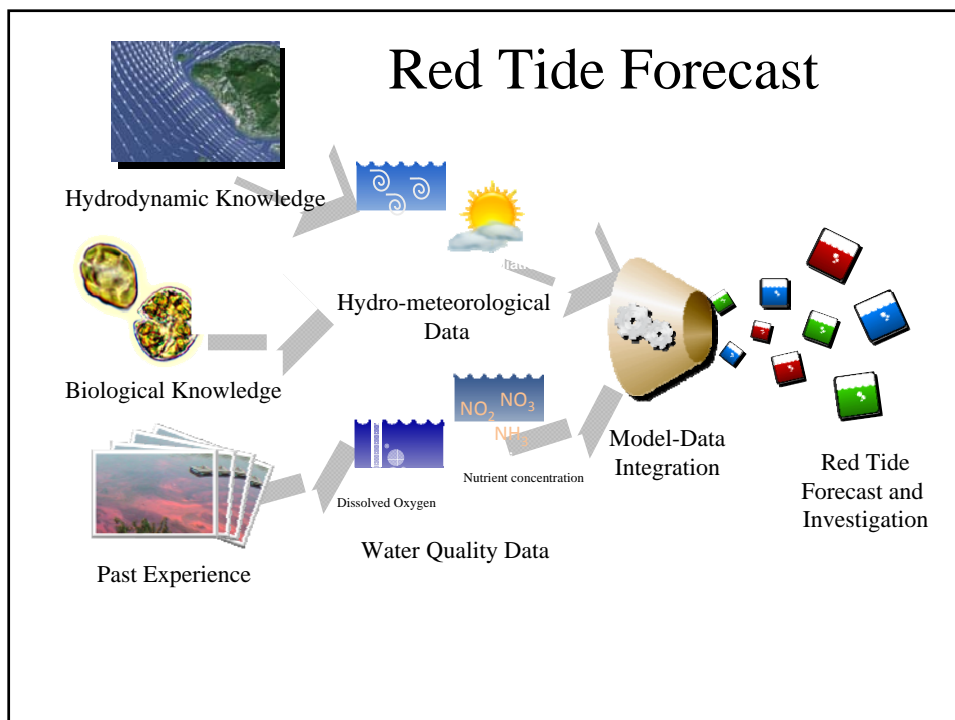 Red Tide Forecast
Hydrodynamic Knowledge
Hydro-meteorological
Data
Biological Knowledge
NO2 NO3
NH3
Dissolved Oxygen
Nutrient concentration
Model-Data
Integration
Red Tide
Forecast and
Investigation
Water Quality Data
Past Experience